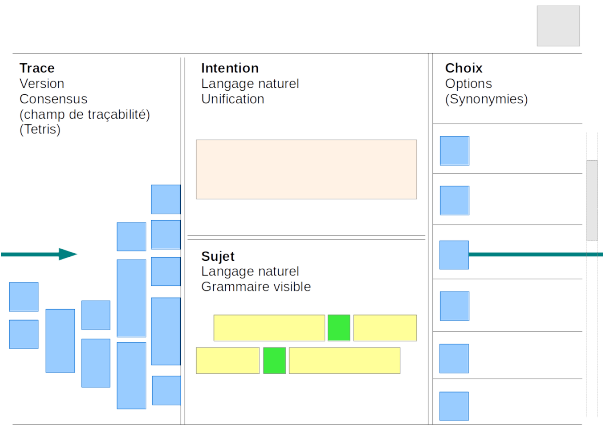 Trace
Version
Consensus
(champ de traçabilité)
(Tetris)
Intention
Langage naturel
Unification
Sujet
Langage naturel
Grammaire visible
Choix
Options
(Synonymies)